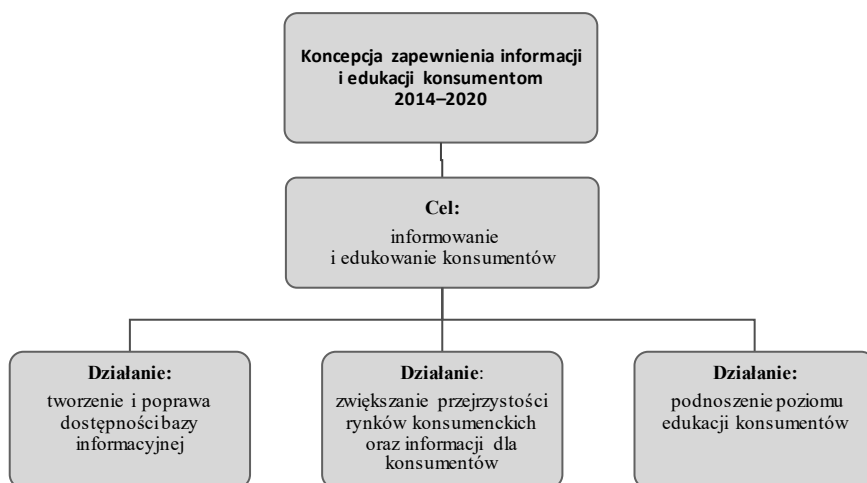 Koncepcja zapewnienia informacji
i edukacji konsumentom
2014–2020
Cel:
informowanie
i edukowanie konsumentów
Działanie:
tworzenie i poprawa
dostępności bazy
informacyjnej
Działanie:
zwiększanie przejrzystości
rynków konsumenckich
oraz informacji dla
konsumentów
Działanie:
podnoszenie poziomu
edukacji konsumentów